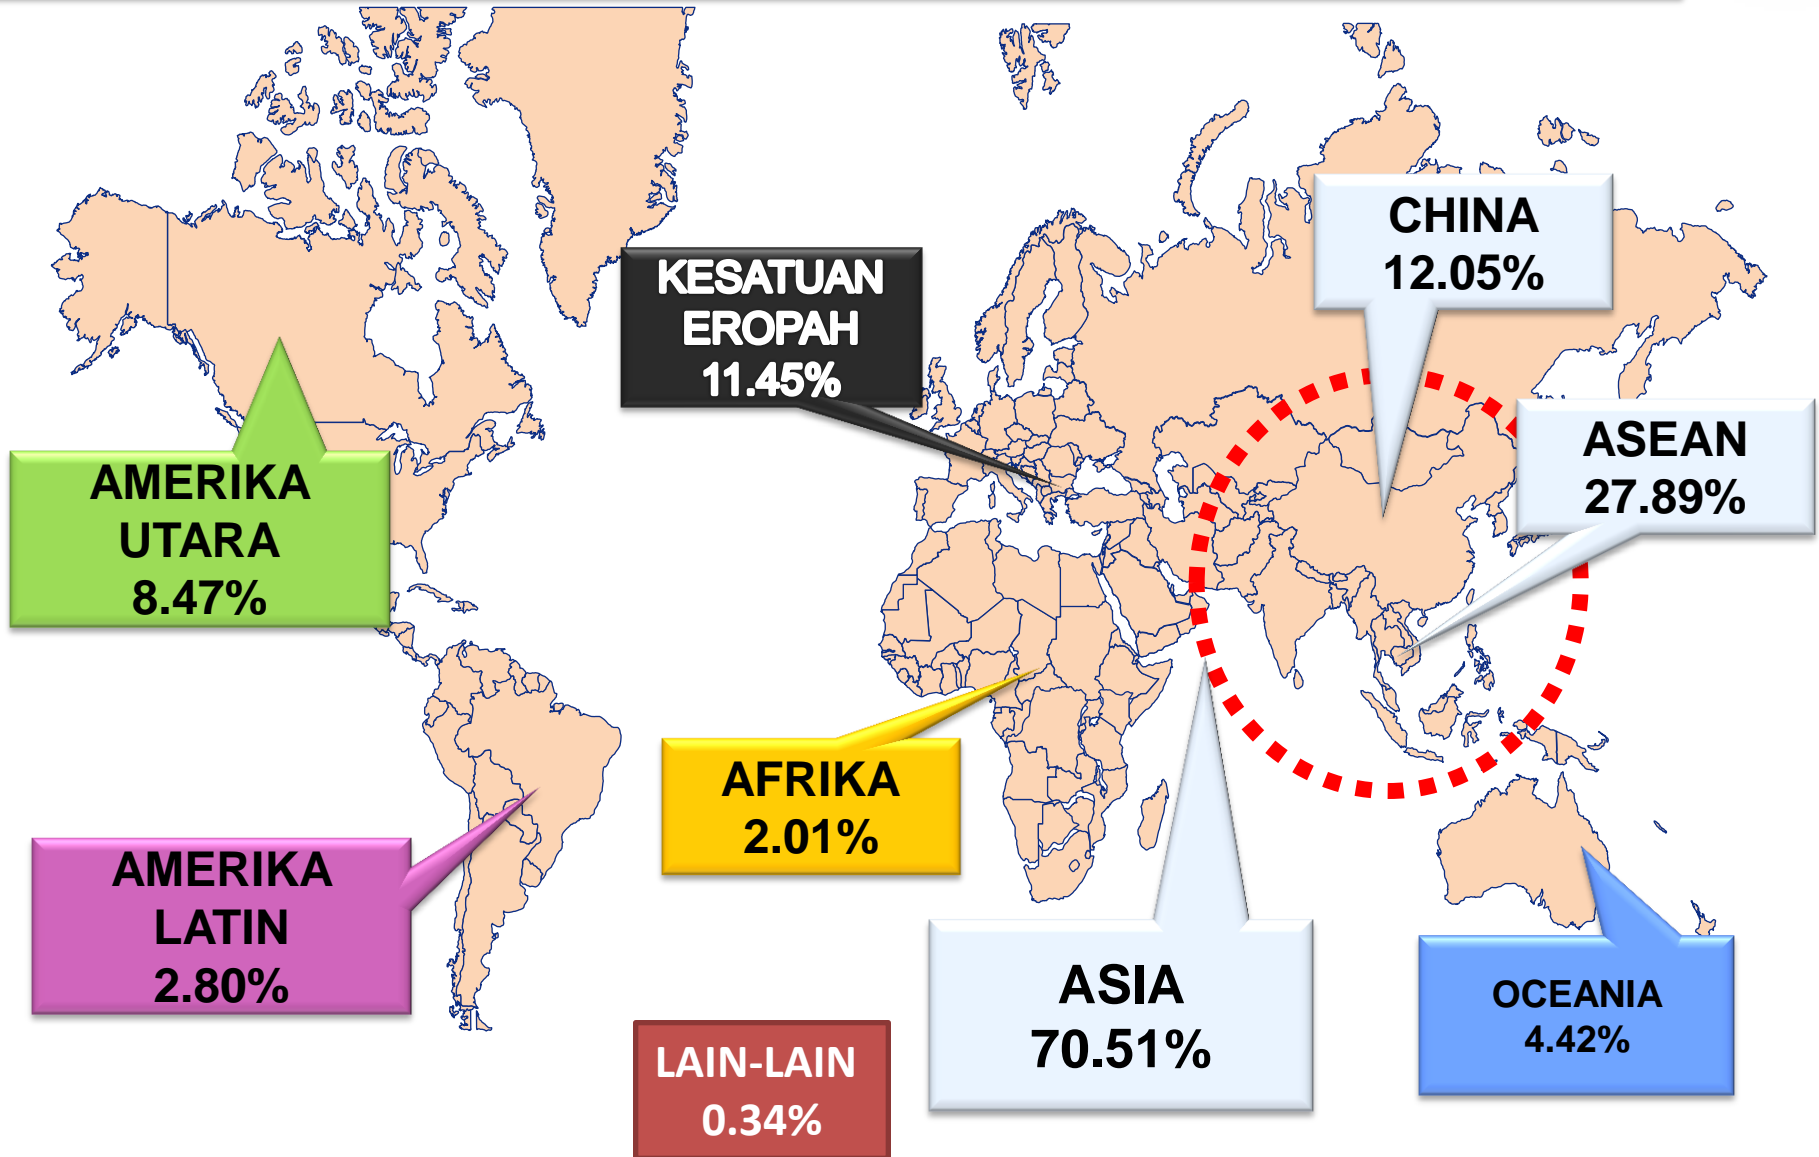 CHINA
12.05%
KESATUAN
EROPAH
11.45%
ASEAN
27.89%
AMERIKA
UTARA
8.47%
AFRIKA
2.01%
AMERIKA
LATIN
2.80%
ASIA
70.51%
OCEANIA
4.42%
LAIN-LAIN
0.34%